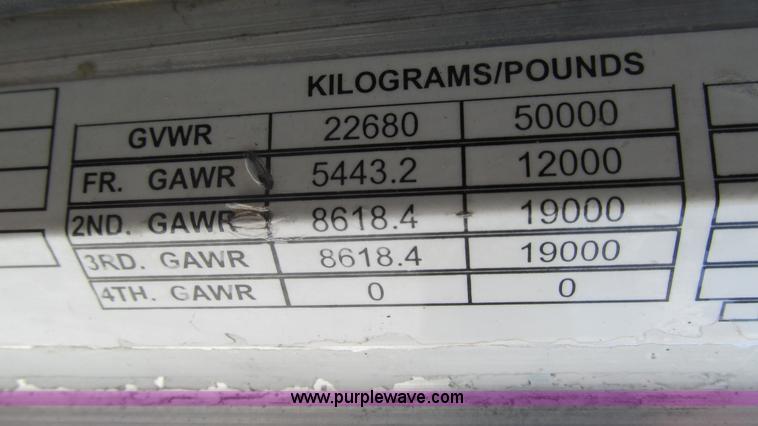 KILOGRAMS/POUNDS
GVWR 22680 50000
FR. GAWR 5443.2 12000
2ND. GAWR 8618.4 19000
3RD. GAWR 8618.4 19000
4TH. GAWR 0 0
www.purplewave.com